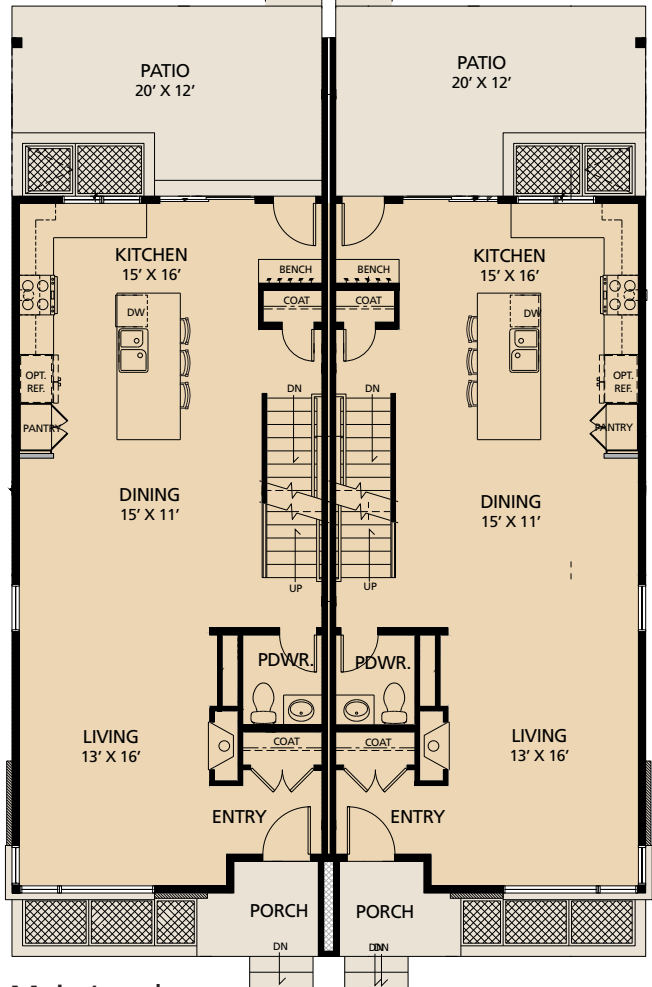 PATIO
20’ X 12’
PATIO
20’ X 12’
KITCHEN
15’ X 16’
KITCHEN
15’ X 16’
BENCH
BENCH
COAT
COAT
DW
DW
OPT.
REF.
OPT.
REF.
DN
DN
PANTRY
PANTRY
DINING
15’ X 11’
DINING
15’ X 11’
UP
UP
PDWR.
PDWR.
LIVING
13’ X 16’
LIVING
13’ X 16’
COAT
COAT
ENTRY
ENTRY
PORCH
PORCH
DN
DN